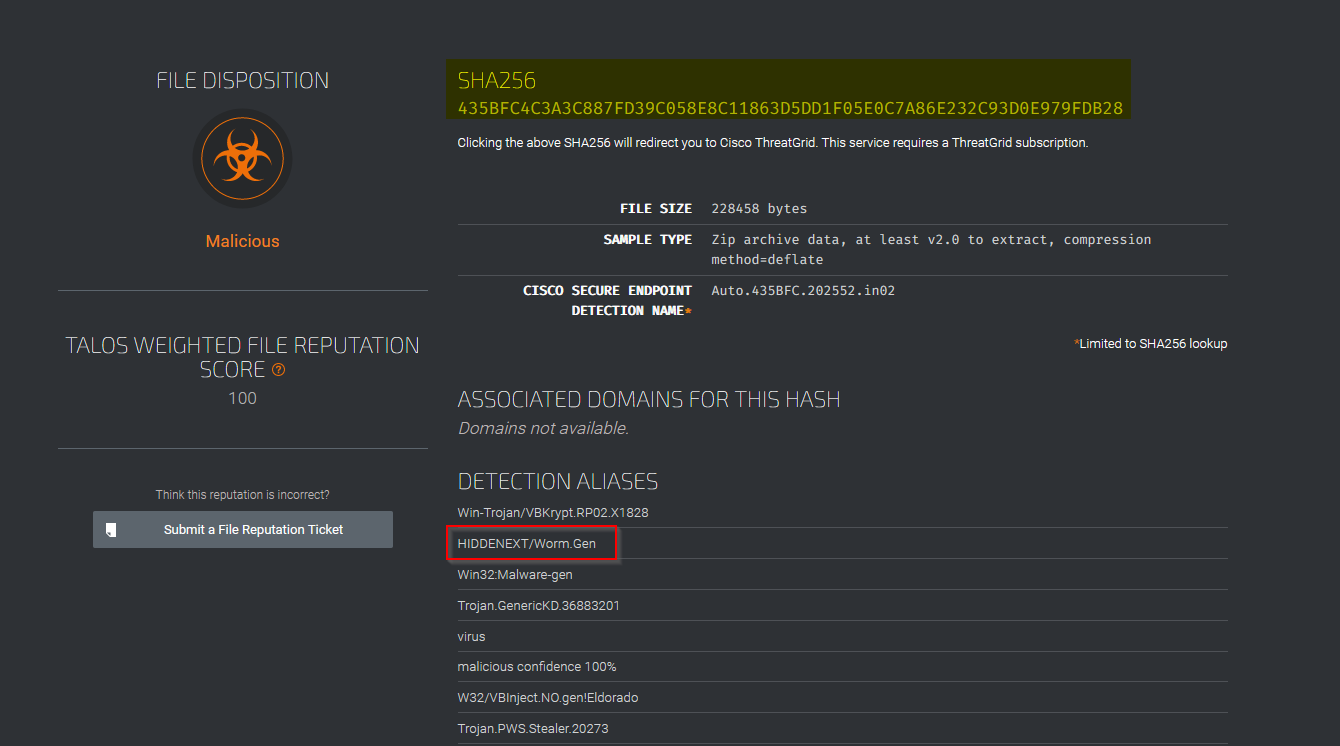 FILE DISPOSITION
Malicious
TALOS WEIGHTED FILE REPUTATION
SCORE ?
100
Think this reputation is incorrect?
Submit a File Reputation Ticket
SHA256
435BFC4C3A3C887FD39C058E8C11863D5DD1F05E0C7A86E232C93D0E979FDB28
Clicking the above SHA256 will redirect you to Cisco ThreatGrid. This service requires a ThreatGrid subscription.
FILE SIZE 228458 bytes
SAMPLE TYPE Zip archive data, at least v2.0 to extract, compression
method=deflate
CISCO SECURE ENDPOINT Auto.435BFC.202552.in02
DETECTION NAME*
*Limited to SHA256 lookup
ASSOCIATED DOMAINS FOR THIS HASH
Domains not available.
DETECTION ALIASES
Win-Trojan/VBKrypt.RP02.X1828
HIDDENEXT/Worm.Gen
Win32:Malware-gen
Trojan.GenericKD.36883201
virus
malicious confidence 100%
W32/VBInject.NO.gen!Eldorado
Trojan.PWS.Stealer.20273